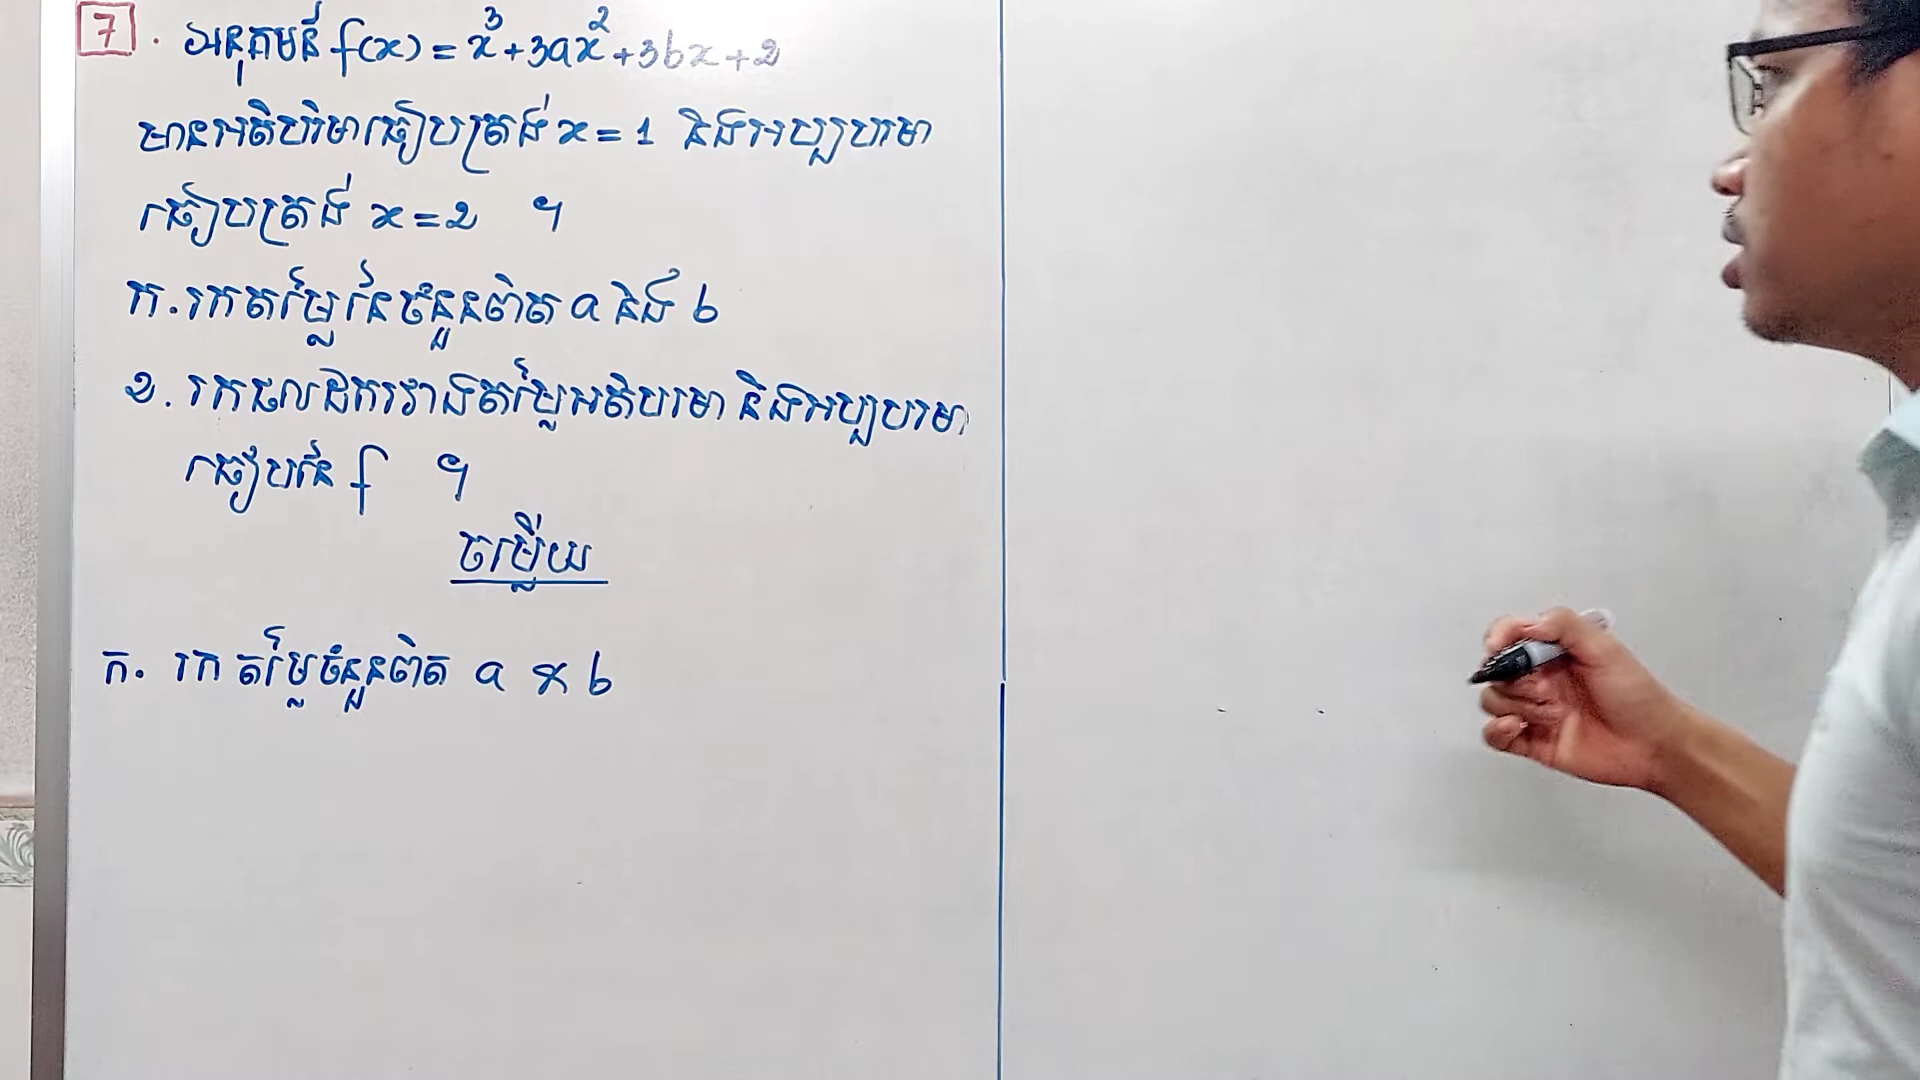 7. អនុគមន៍ f(x) = x³ + 3ax² + 3bx + 2
មានអតិបរមាធៀបត្រង់ x = 1 និងអប្បបរមា
ធៀបត្រង់ x = 2 ។
ក. រកតម្លៃនៃចំនួនពិត a និង b
ខ. រកផលដករវាងតម្លៃអតិបរមា និងអប្បបរមា
ធៀបនៃ f ។
ចម្លើយ
ក. រកតម្លៃចំនួនពិត a & b